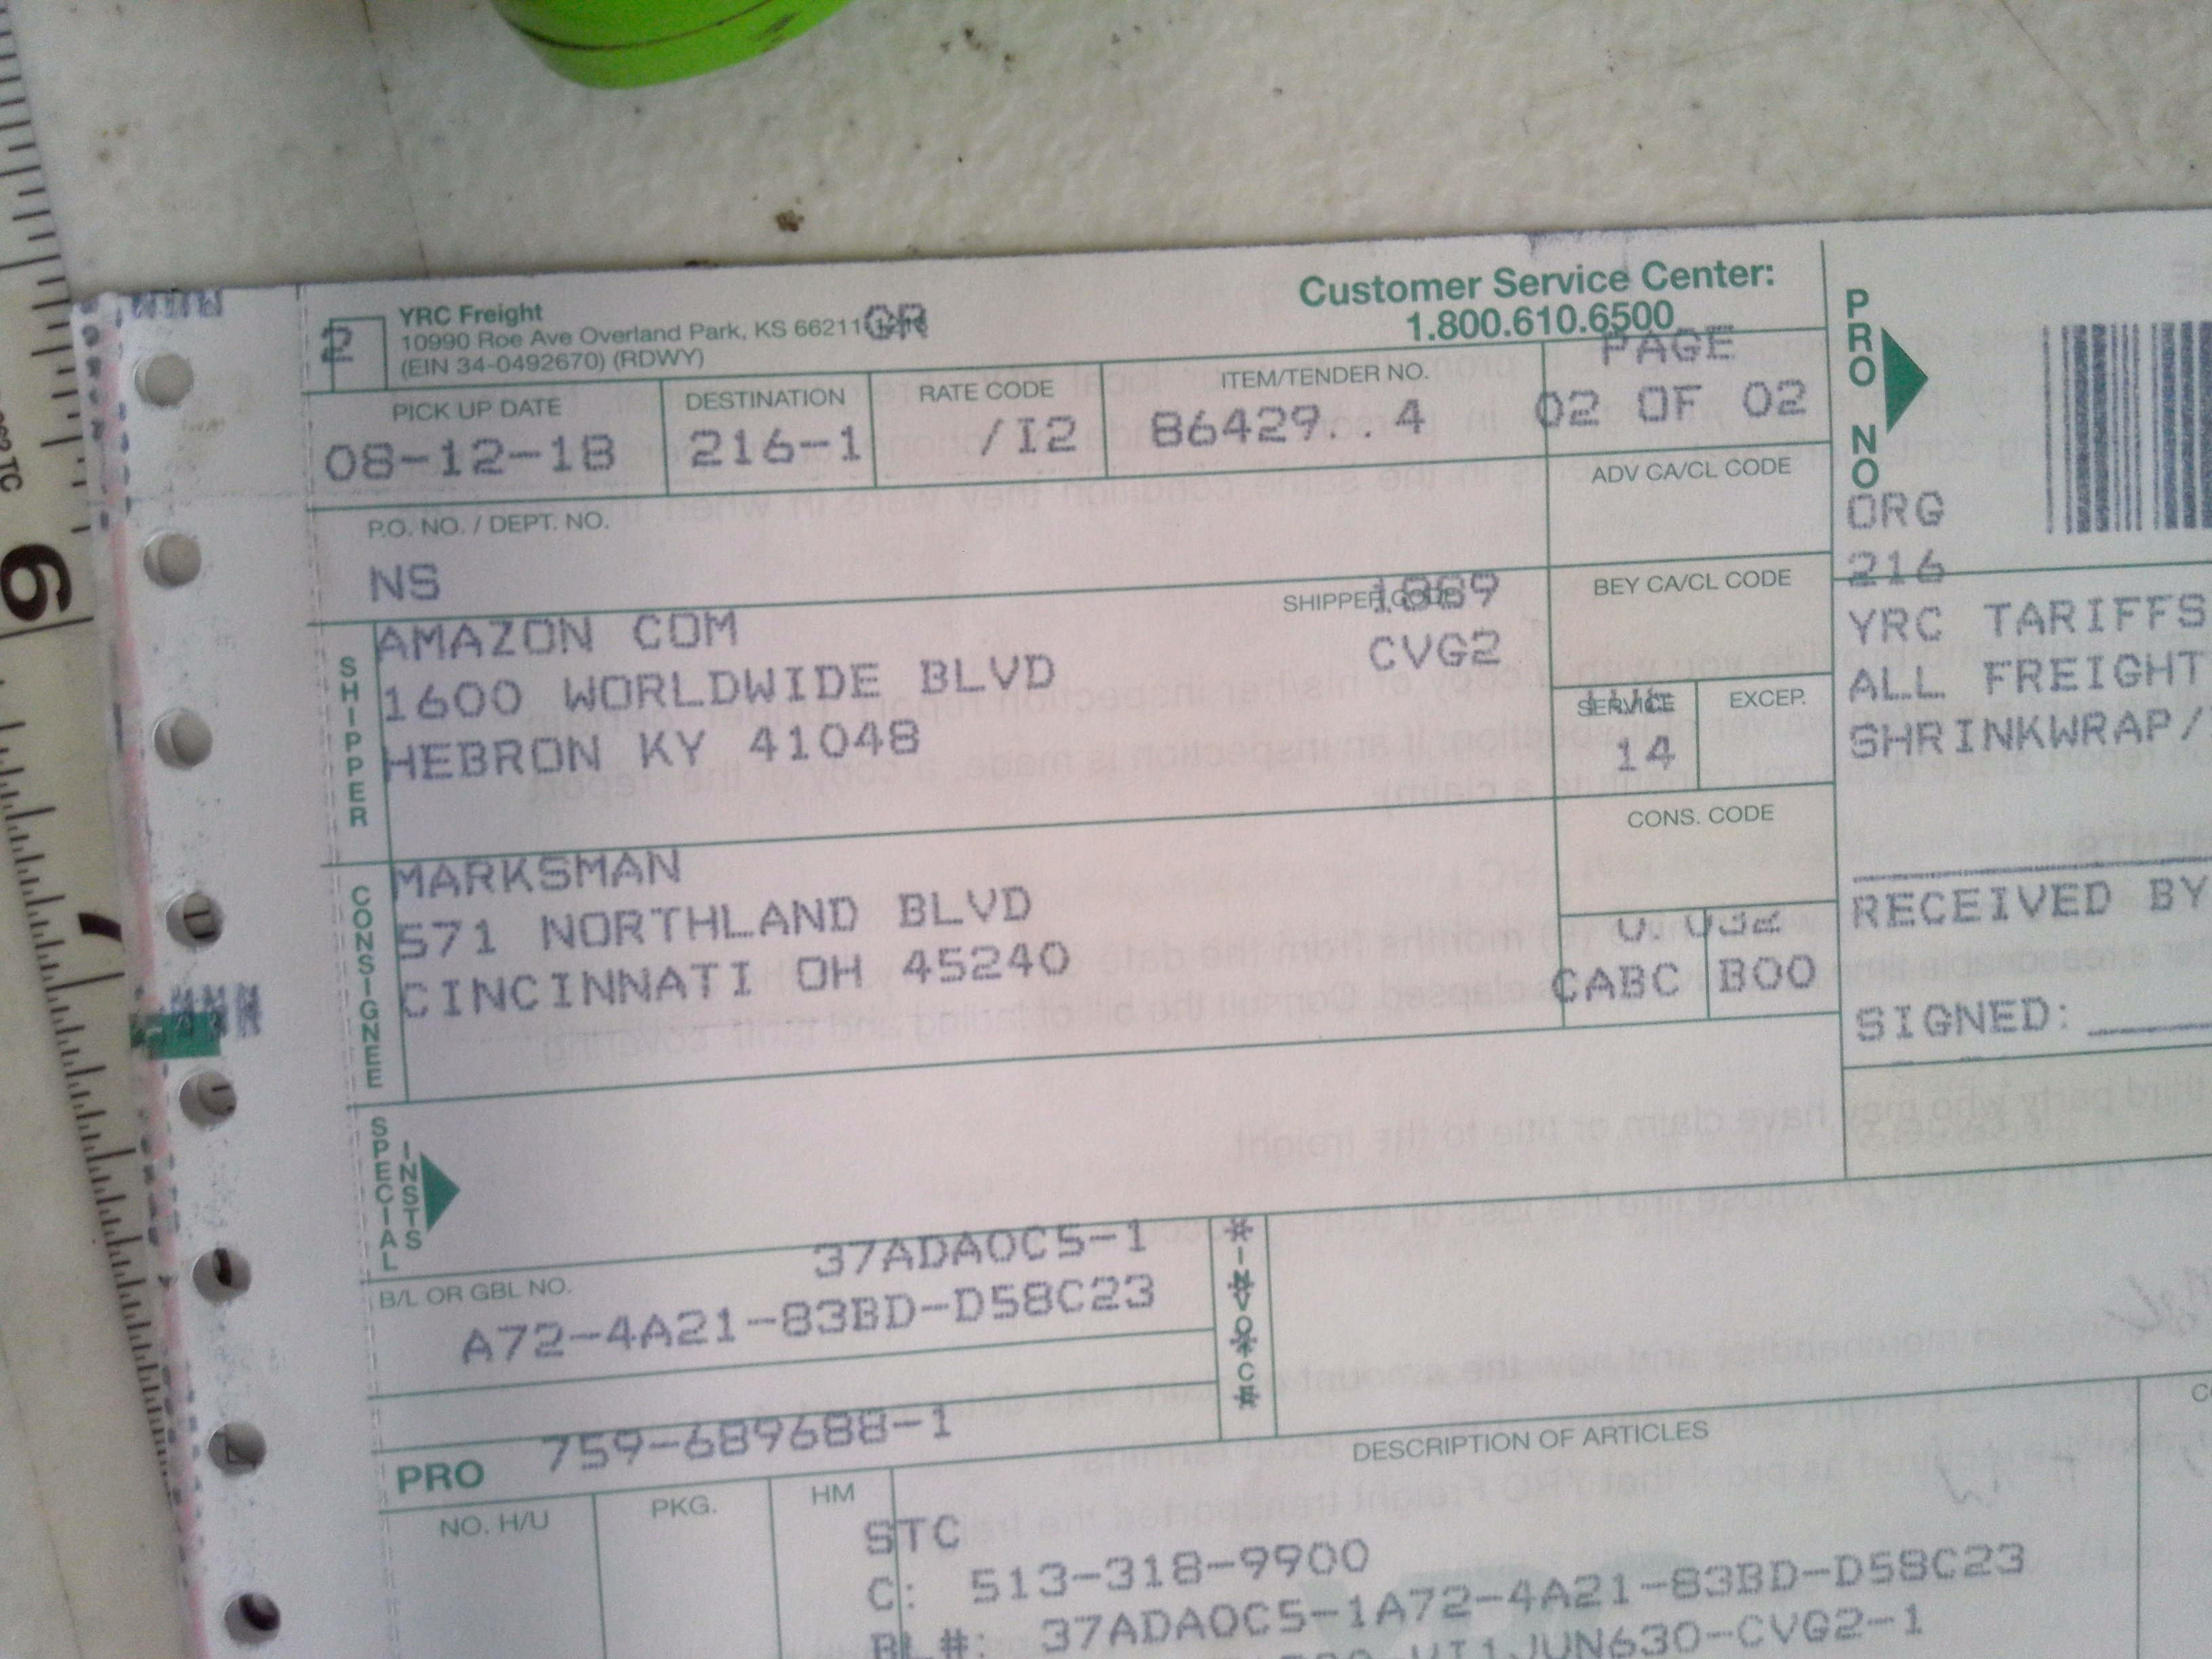 YRC Freight
10990 Roe Ave Overland Park, KS 66211
GR
(EIN 34-0492670) (RDWY)
2
Customer Service Center:
1.800.610.6500
PAGE
02 OF 02
PICK UP DATE
08-12-18
DESTINATION
216-1
RATE CODE
/I2
ITEM/TENDER NO.
86429..4
PRO NO
ADV CA/CL CODE
ORG
216
P.O. NO. / DEPT. NO.
NS
BEY CA/CL CODE
SHIPPER
AMAZON COM
1600 WORLDWIDE BLVD
HEBRON KY 41048
SHIPPER CODE
1889
CVG2
SERVICE
14
EXCEP.
YRC TARIFFS
ALL FREIGHT
SHRINKWRAP/
CONS. CODE
CONSIGNEE
MARKSMAN
571 NORTHLAND BLVD
CINCINNATI OH 45240
0.032
CABC
BOO
RECEIVED BY
SIGNED:
SPECIAL INSTS
B/L OR GBL NO.
37ADA0C5-1
A72-4A21-83BD-D58C23
PRO 759-689688-1
NO. H/U
PKG.
HM
DESCRIPTION OF ARTICLES
STC
C: 513-318-9900
BL#: 37ADA0C5-1A72-4A21-83BD-D58C23
JUN630-CVG2-1
6
7